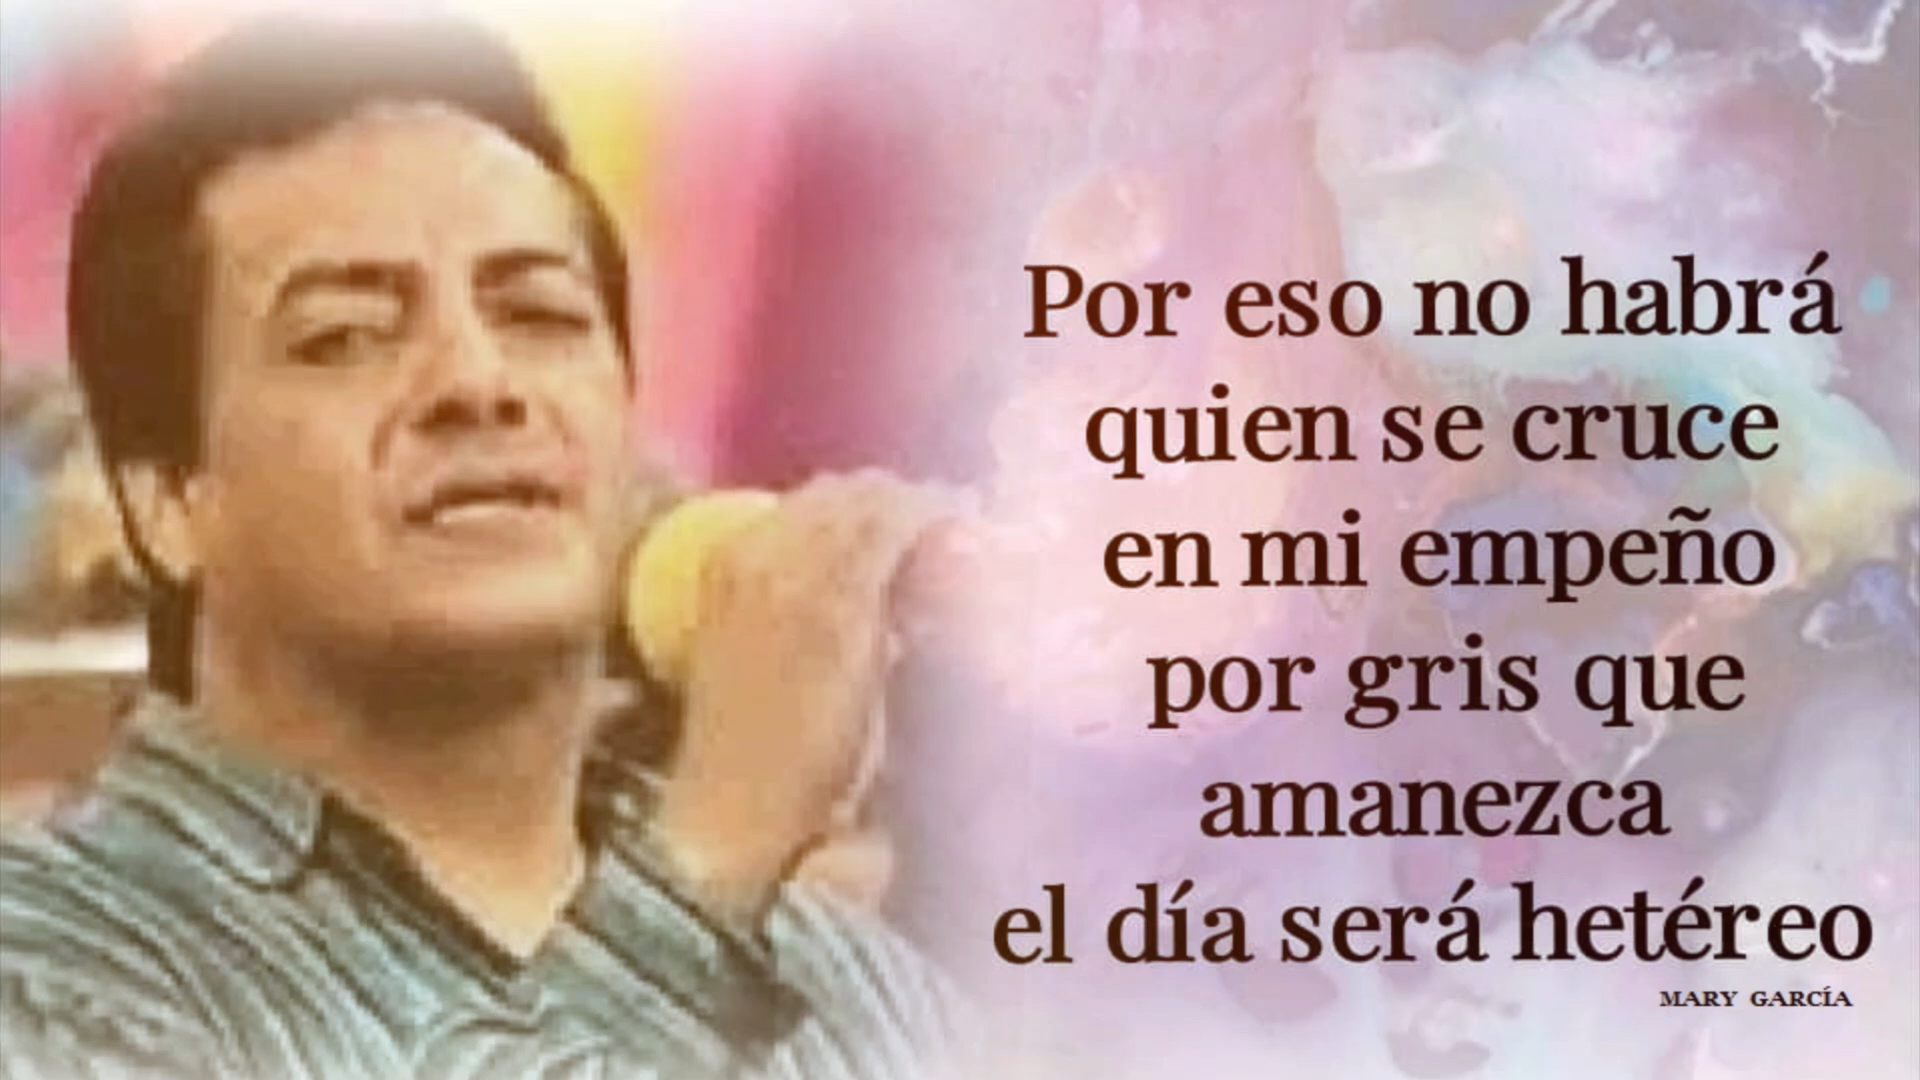 Por eso no habrá
quien se cruce
en mi empeño
por gris que
amanezca
el día será hetéreo
MARY GARCÍA